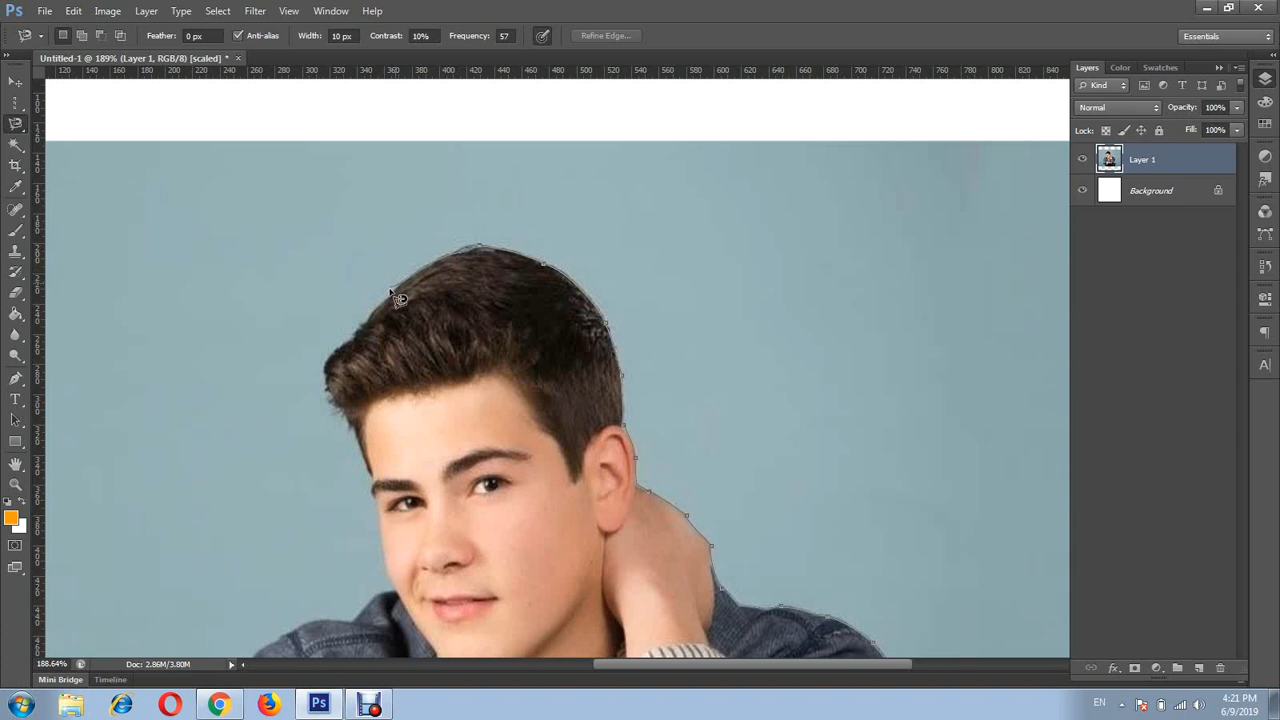 Ps File Edit Image Layer Type Select Filter View Window Help
Feather: 0 px Anti-alias Width: 10 px Contrast: 10% Frequency: 57 Refine Edge... Essentials
Untitled-1 @ 189% (Layer 1, RGB/8) [scaled] * ×
120 140 160 180 200 220 240 260 280 300 320 340 360 380 400 420 440 460 480 500 520 540 560 580 600 620 640 660 680 700 720 740 760 780 800 820 840
Layers Color Swatches
Kind
Normal Opacity: 100%
Lock: Fill: 100%
Layer 1
Background
188.64% Doc: 2.86M/3.80M
Mini Bridge Timeline
Ps EN 4:21 PM
6/9/2019